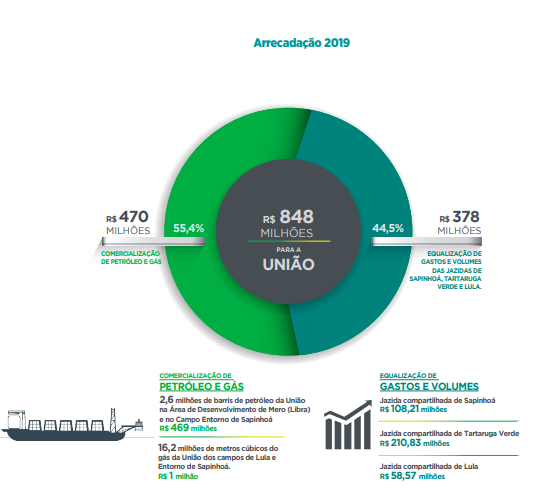 Arrecadação 2019
R$ 470
MILHÕES
COMERCIALIZAÇÃO
DE PETRÓLEO E GÁS
55,4%
R$ 848
MILHÕES
PARA A
UNIÃO
44,5%
R$ 378
MILHÕES
EQUALIZAÇÃO DE
GASTOS E VOLUMES
DAS JAZIDAS DE
SAPINHOÁ, TARTARUGA
VERDE E LULA.
COMERCIALIZAÇÃO DE
PETRÓLEO E GÁS
2,6 milhões de barris de petróleo da União
na Área de Desenvolvimento de Mero (Libra)
e no Campo Entorno de Sapinhoá
R$ 469 milhões
16,2 milhões de metros cúbicos do
gás da União dos campos de Lula e
Entorno de Sapinhoá.
R$ 1 milhão
EQUALIZAÇÃO DE
GASTOS E VOLUMES
Jazida compartilhada de Sapinhoá
R$ 108,21 milhões
Jazida compartilhada de Tartaruga Verde
R$ 210,83 milhões
Jazida compartilhada de Lula
R$ 58,57 milhões